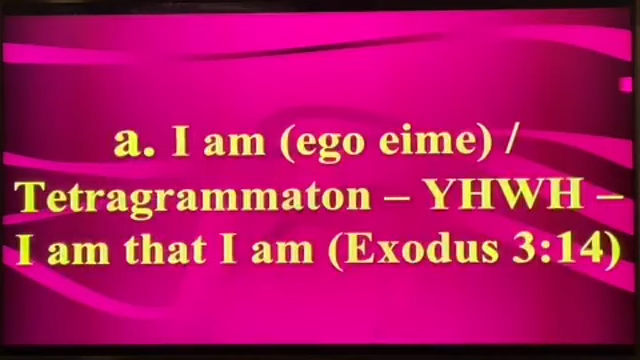 a. I am (ego eime) /
Tetragrammaton – YHWH –
I am that I am (Exodus 3:14)